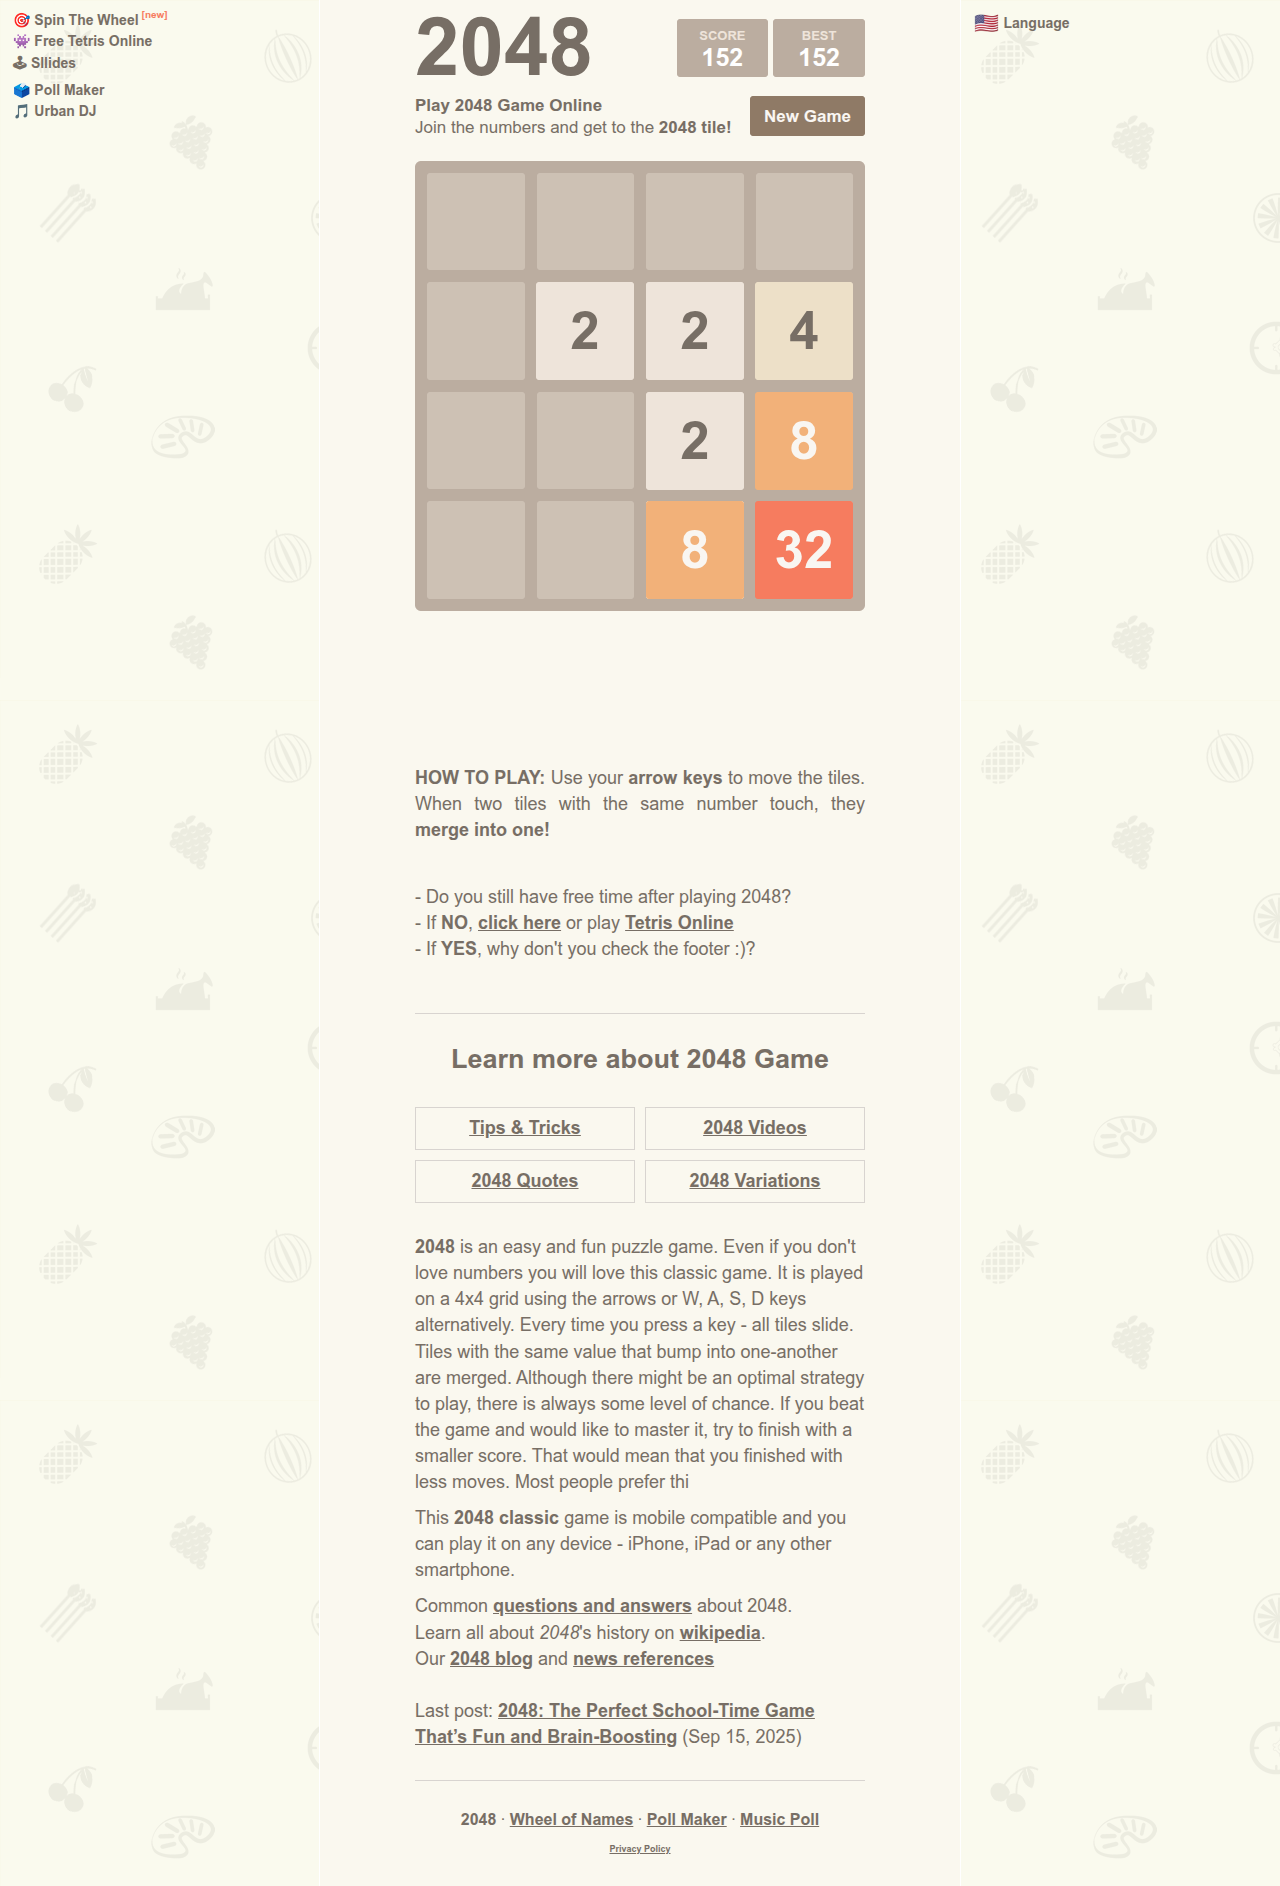 🎯 Spin The Wheel [new]
👾 Free Tetris Online
🕹 Sllides
🗳 Poll Maker
🎵 Urban DJ
2048
SCORE
152
BEST
152
🇺🇸 Language
Play 2048 Game Online
Join the numbers and get to the 2048 tile!
New Game
2 2 4
2 8
8 32
HOW TO PLAY: Use your arrow keys to move the tiles.
When two tiles with the same number touch, they
merge into one!
- Do you still have free time after playing 2048?
- If NO, click here or play Tetris Online
- If YES, why don't you check the footer :)?
Learn more about 2048 Game
Tips & Tricks
2048 Videos
2048 Quotes
2048 Variations
2048 is an easy and fun puzzle game. Even if you don't
love numbers you will love this classic game. It is played
on a 4x4 grid using the arrows or W, A, S, D keys
alternatively. Every time you press a key - all tiles slide.
Tiles with the same value that bump into one-another
are merged. Although there might be an optimal strategy
to play, there is always some level of chance. If you beat
the game and would like to master it, try to finish with a
smaller score. That would mean that you finished with
less moves. Most people prefer thi
This 2048 classic game is mobile compatible and you
can play it on any device - iPhone, iPad or any other
smartphone.
Common questions and answers about 2048.
Learn all about 2048's history on wikipedia.
Our 2048 blog and news references
Last post: 2048: The Perfect School-Time Game
That’s Fun and Brain-Boosting (Sep 15, 2025)
2048 · Wheel of Names · Poll Maker · Music Poll
Privacy Policy